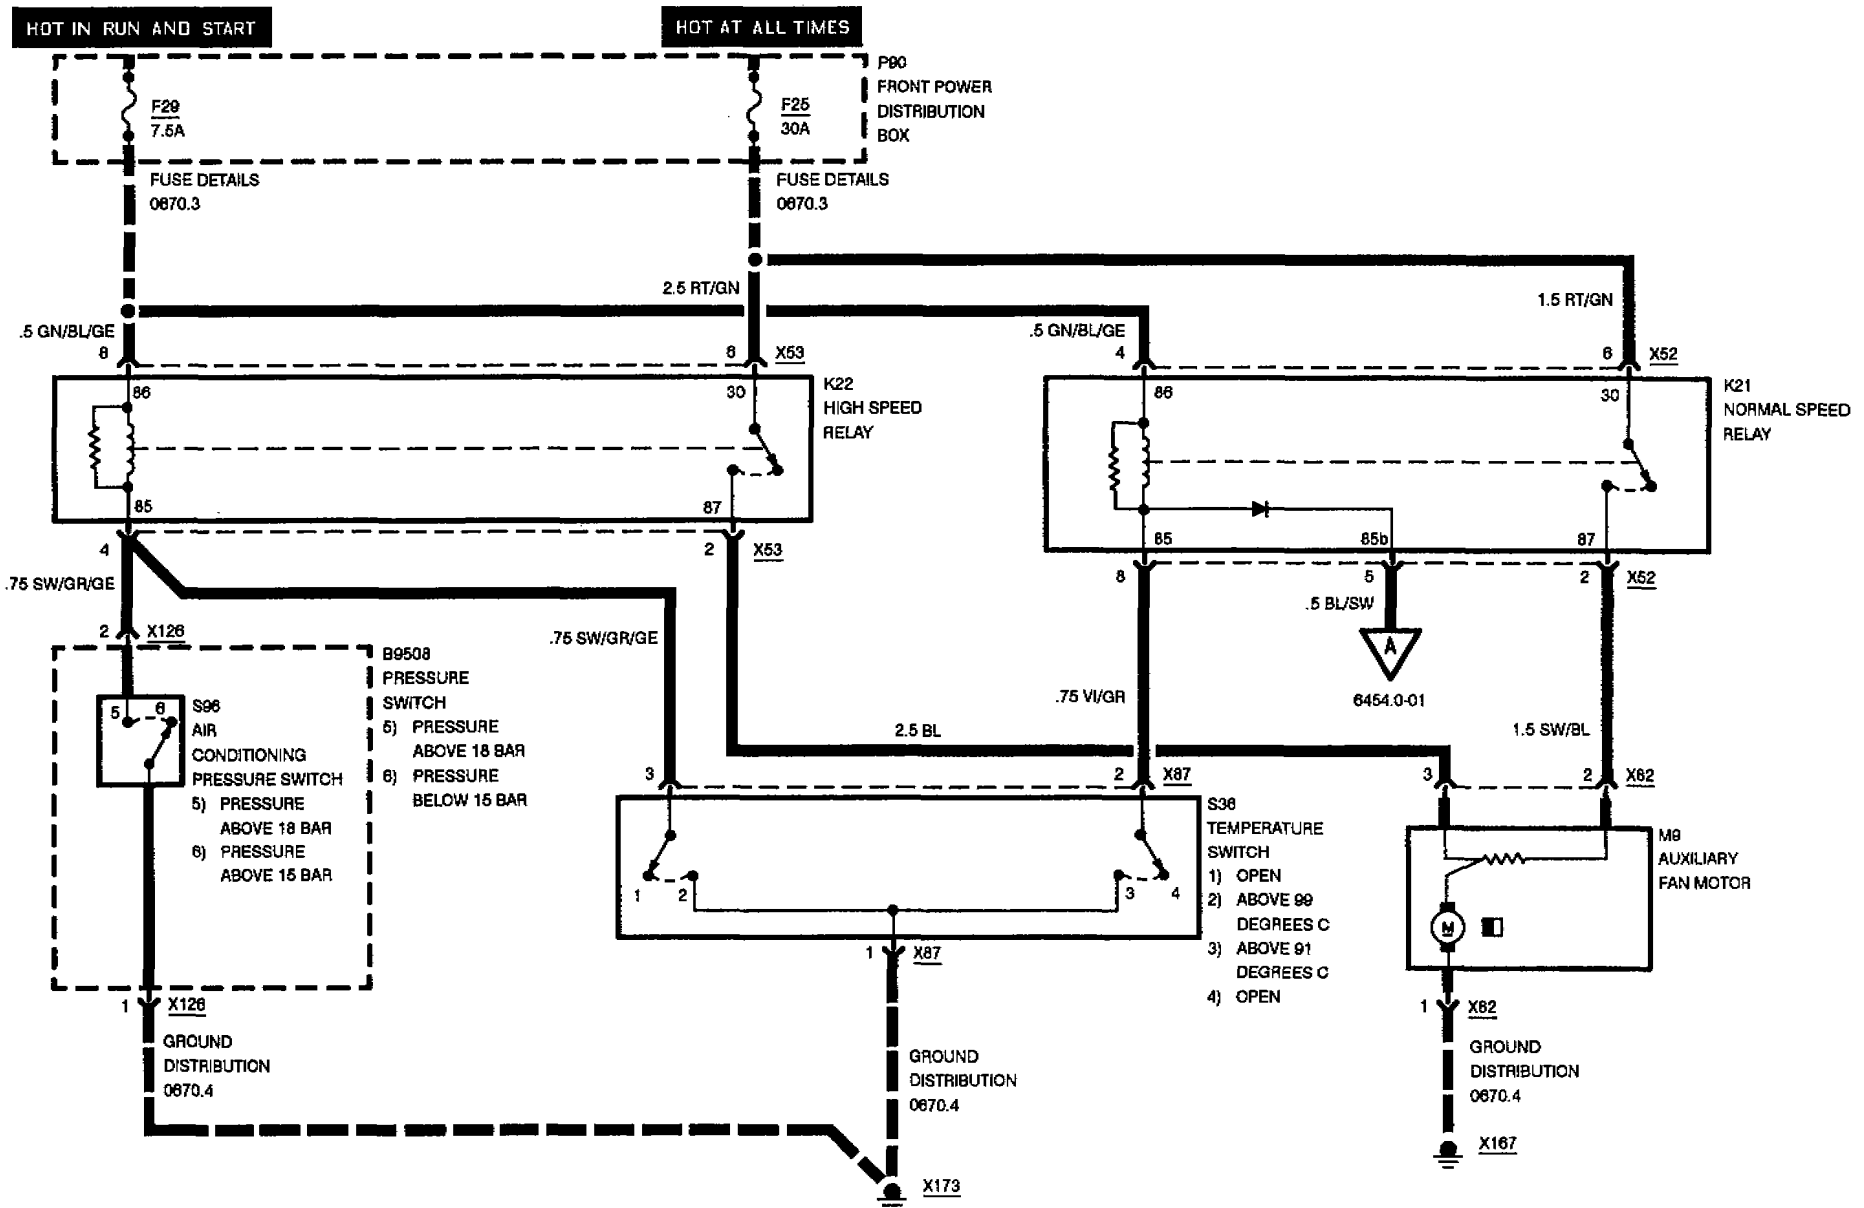 HOT IN RUN AND START
HOT AT ALL TIMES
P90
FRONT POWER
DISTRIBUTION
BOX
F29
7.5A
F25
30A
FUSE DETAILS
0670.3
FUSE DETAILS
0670.3
2.5 RT/GN
1.5 RT/GN
.5 GN/BL/GE
.5 GN/BL/GE
8
6
X53
4
6
X52
86
30
K22
HIGH SPEED
RELAY
86
30
K21
NORMAL SPEED
RELAY
85
87
85
85b
87
4
2
X53
8
5
2
X52
.75 SW/GR/GE
.75 SW/GR/GE
.5 BL/SW
A
6454.0-01
2
X126
B9508
PRESSURE
SWITCH
5) PRESSURE
ABOVE 18 BAR
6) PRESSURE
BELOW 15 BAR
5
6
S96
AIR
CONDITIONING
PRESSURE SWITCH
5) PRESSURE
ABOVE 18 BAR
6) PRESSURE
ABOVE 15 BAR
.75 VI/GR
2.5 BL
1.5 SW/BL
3
2
X87
3
2
X62
S36
TEMPERATURE
SWITCH
1) OPEN
2) ABOVE 99
DEGREES C
3) ABOVE 91
DEGREES C
4) OPEN
1
2
3
4
M9
AUXILIARY
FAN MOTOR
M
1
X87
1
X126
1
X62
GROUND
DISTRIBUTION
0670.4
GROUND
DISTRIBUTION
0670.4
GROUND
DISTRIBUTION
0670.4
X167
X173